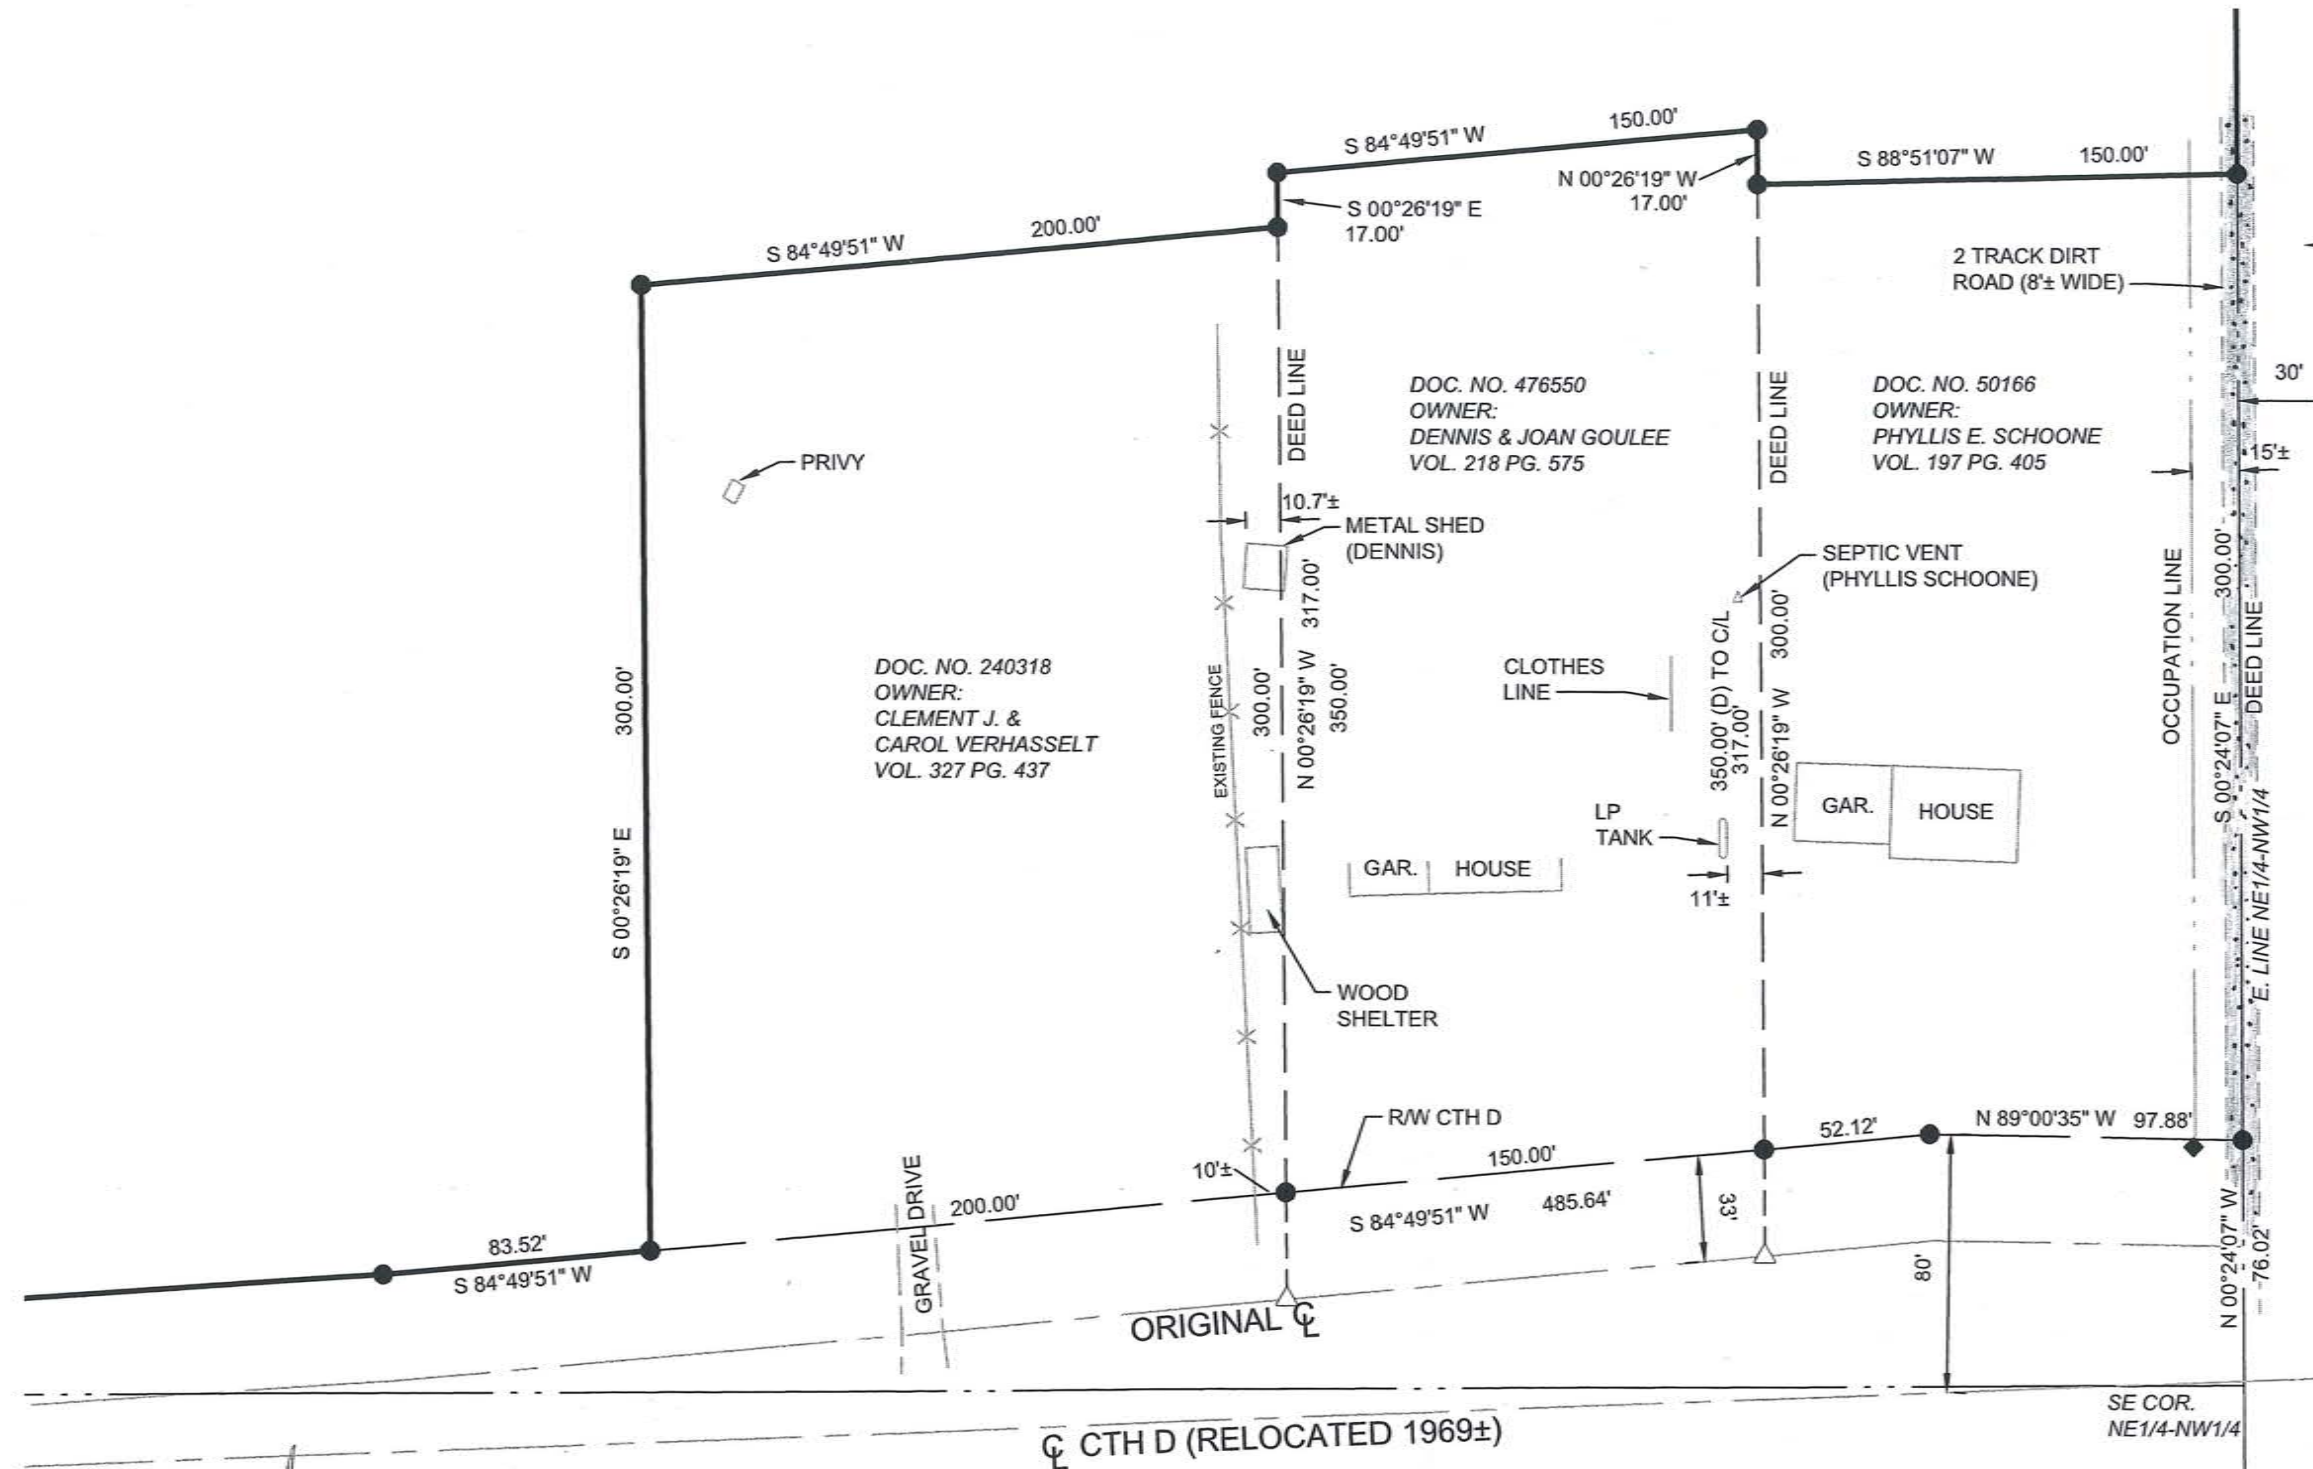 S 84°49'51" W 150.00'
S 88°51'07" W 150.00'
N 00°26'19" W
17.00'
S 00°26'19" E
17.00'
S 84°49'51" W 200.00'
2 TRACK DIRT
ROAD (8'± WIDE)
30'
15'±
DEED LINE
DEED LINE
DOC. NO. 476550
OWNER:
DENNIS & JOAN GOULEE
VOL. 218 PG. 575
DOC. NO. 50166
OWNER:
PHYLLIS E. SCHOONE
VOL. 197 PG. 405
PRIVY
10.7'±
METAL SHED
(DENNIS)
SEPTIC VENT
(PHYLLIS SCHOONE)
DOC. NO. 240318
OWNER:
CLEMENT J. &
CAROL VERHASSELT
VOL. 327 PG. 437
S 00°26'19" E 300.00'
EXISTING FENCE
300.00'
N 00°26'19" W 317.00'
350.00'
CLOTHES
LINE
350.00' (D) TO C/L
317.00'
N 00°26'19" W 300.00'
OCCUPATION LINE
S 00°24'07" E 300.00'
DEED LINE
E. LINE NE1/4-NW1/4
LP
TANK
GAR.
HOUSE
GAR.
HOUSE
11'±
WOOD
SHELTER
R/W CTH D
52.12'
N 89°00'35" W 97.88'
10'±
150.00'
S 84°49'51" W 485.64'
33'
80'
200.00'
GRAVEL DRIVE
83.52'
S 84°49'51" W
N 00°24'07" W
76.02'
ORIGINAL ℄
℄ CTH D (RELOCATED 1969±)
SE COR.
NE1/4-NW1/4